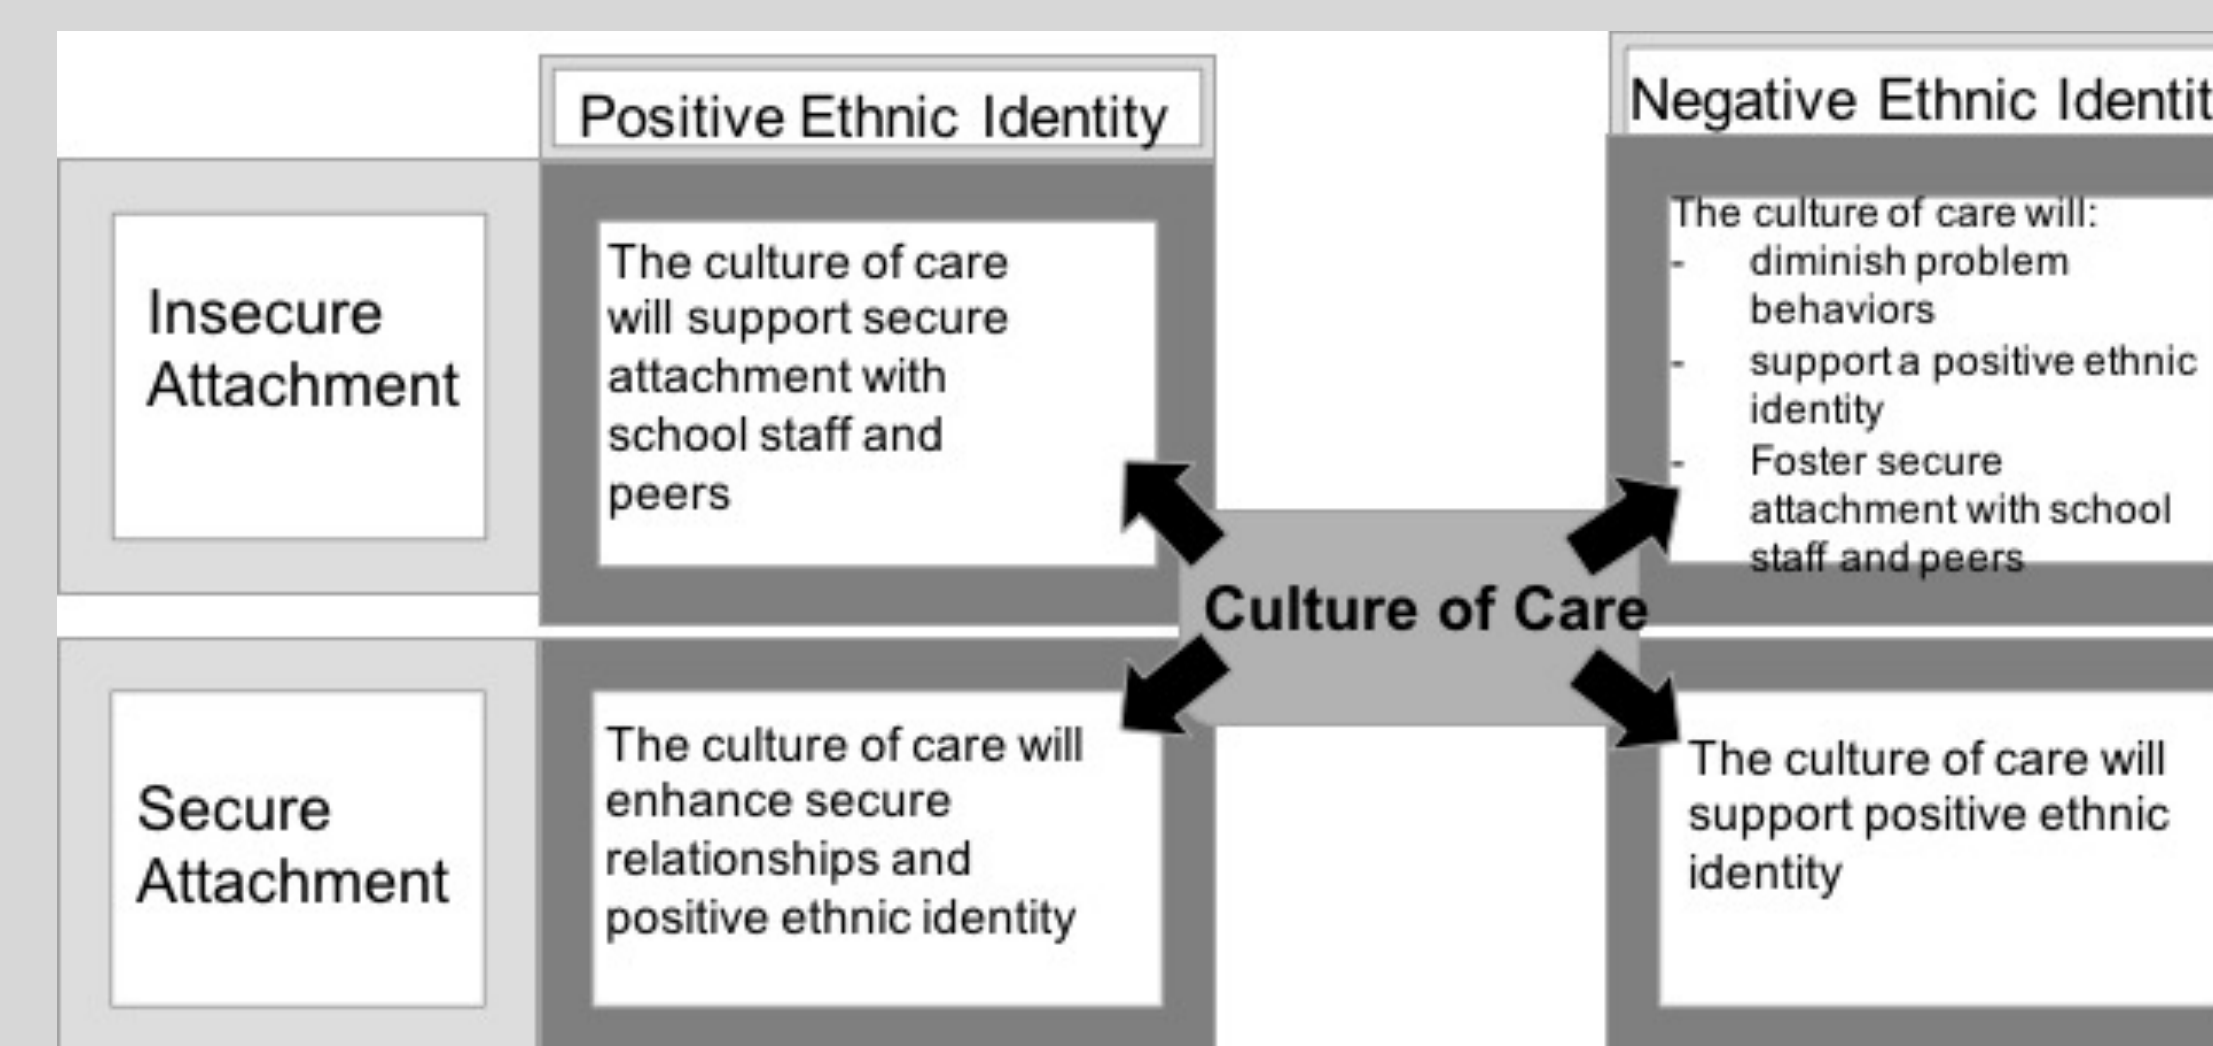 Positive Ethnic Identity
Negative Ethnic Identit
Insecure
Attachment
The culture of care
will support secure
attachment with
school staff and
peers
The culture of care will:
- diminish problem
behaviors
- support a positive ethnic
identity
- Foster secure
attachment with school
staff and peers
Culture of Care
Secure
Attachment
The culture of care will
enhance secure
relationships and
positive ethnic identity
The culture of care will
support positive ethnic
identity